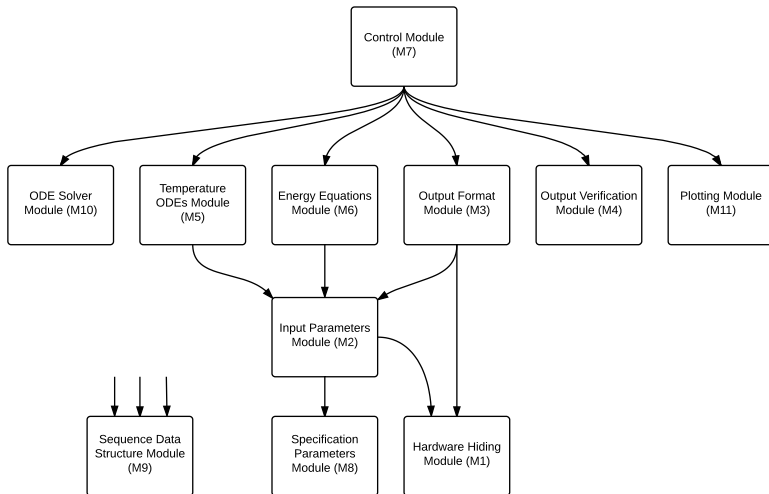 Control Module
(M7)
ODE Solver
Module (M10)
Temperature
ODEs Module
(M5)
Energy Equations
Module (M6)
Output Format
Module (M3)
Output Verification
Module (M4)
Plotting Module
(M11)
Input Parameters
Module (M2)
Sequence Data
Structure Module
(M9)
Specification
Parameters
Module (M8)
Hardware Hiding
Module (M1)